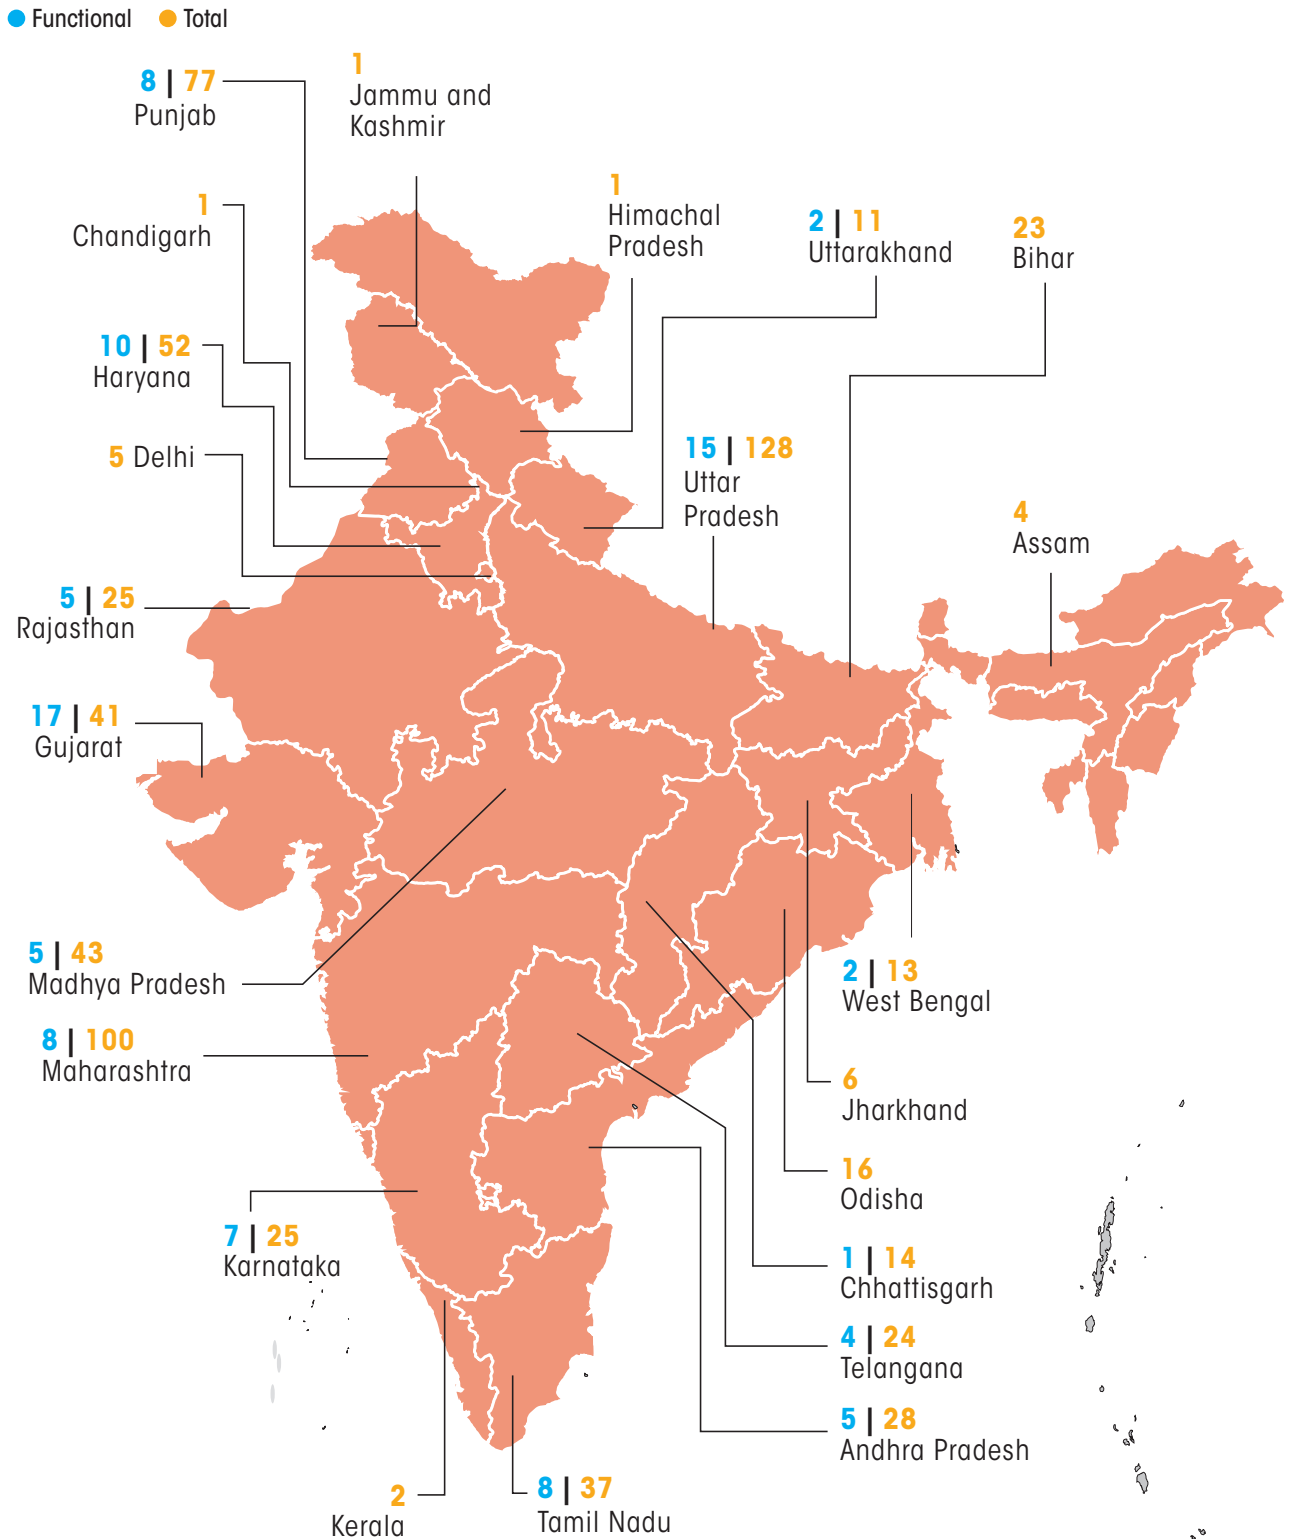 Functional Total
8 | 77
Punjab
1
Jammu and
Kashmir
1
Chandigarh
1
Himachal
Pradesh
2 | 11
Uttarakhand
23
Bihar
10 | 52
Haryana
5 Delhi
15 | 128
Uttar
Pradesh
4
Assam
5 | 25
Rajasthan
17 | 41
Gujarat
5 | 43
Madhya Pradesh
2 | 13
West Bengal
8 | 100
Maharashtra
6
Jharkhand
16
Odisha
7 | 25
Karnataka
1 | 14
Chhattisgarh
4 | 24
Telangana
5 | 28
Andhra Pradesh
2
Kerala
8 | 37
Tamil Nadu